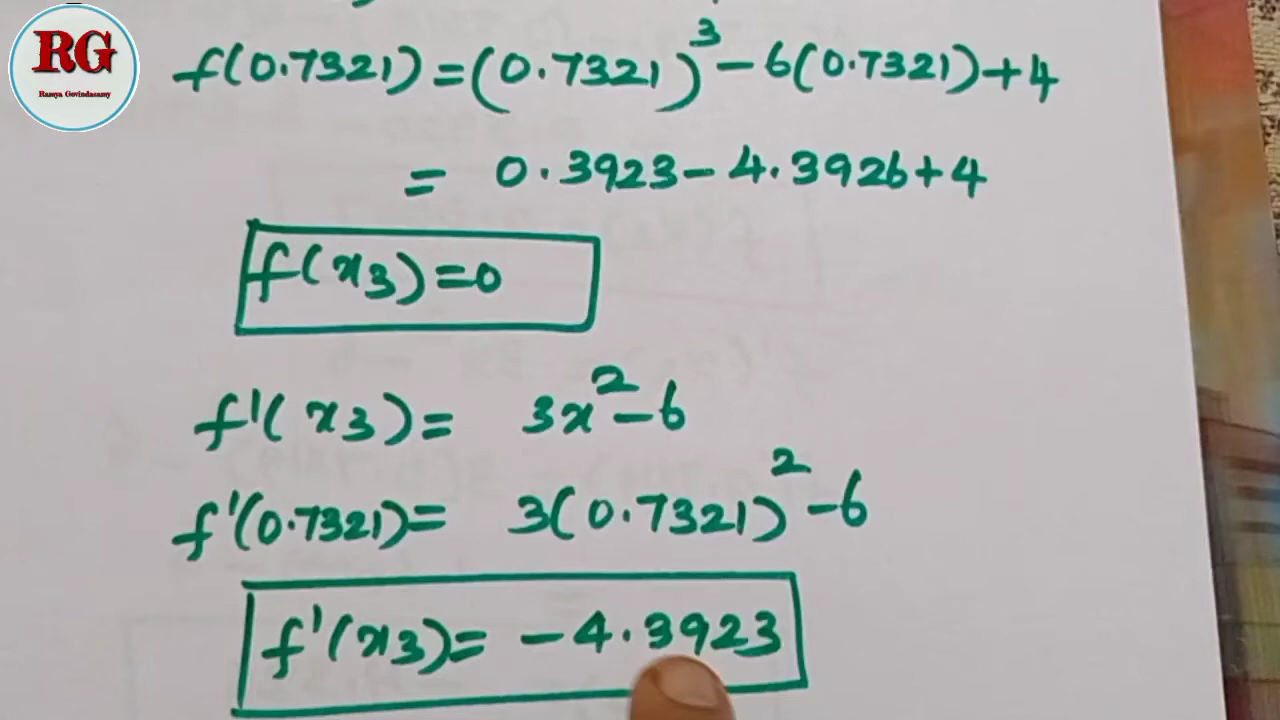 RG
Ramya Govindasamy
f(0.7321) = (0.7321)³ - 6(0.7321) + 4
= 0.3923 - 4.3926 + 4
f(x3) = 0
f'(x3) = 3x² - 6
f'(0.7321) = 3(0.7321)² - 6
f'(x3) = -4.3923